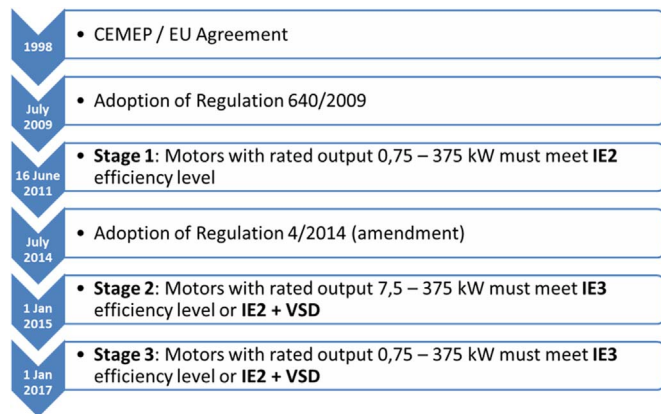 1998
• CEMEP / EU Agreement
July
2009
• Adoption of Regulation 640/2009
16 June
2011
• Stage 1: Motors with rated output 0,75 – 375 kW must meet IE2
efficiency level
July
2014
• Adoption of Regulation 4/2014 (amendment)
1 Jan
2015
• Stage 2: Motors with rated output 7,5 – 375 kW must meet IE3
efficiency level or IE2 + VSD
1 Jan
2017
• Stage 3: Motors with rated output 0,75 – 375 kW must meet IE3
efficiency level or IE2 + VSD